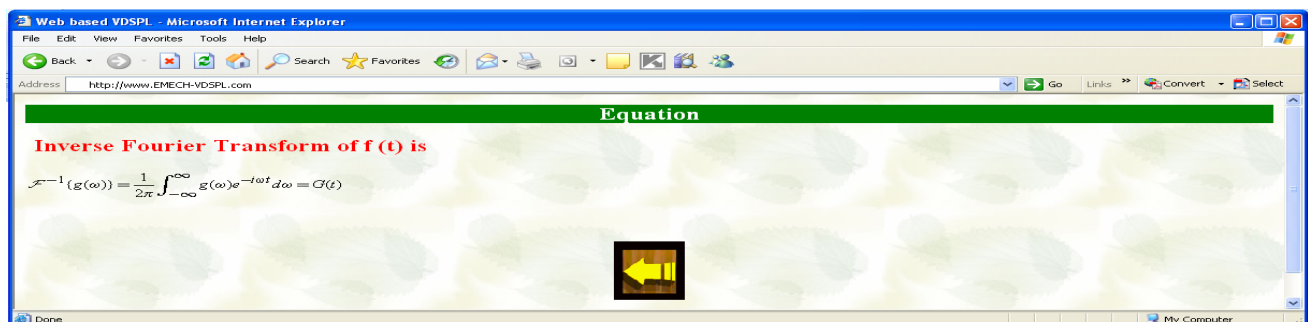 Web based VDSPL - Microsoft Internet Explorer
File Edit View Favorites Tools Help
Back Search Favorites
Address http://www.EMECH-VDSPL.com Go Links » Convert Select
Equation
Inverse Fourier Transform of f (t) is
ℱ⁻¹{g(ω)} = 1/2π ∫_{-∞}^{∞} g(ω)e^{-iωt} dω = G(t)
Done My Computer